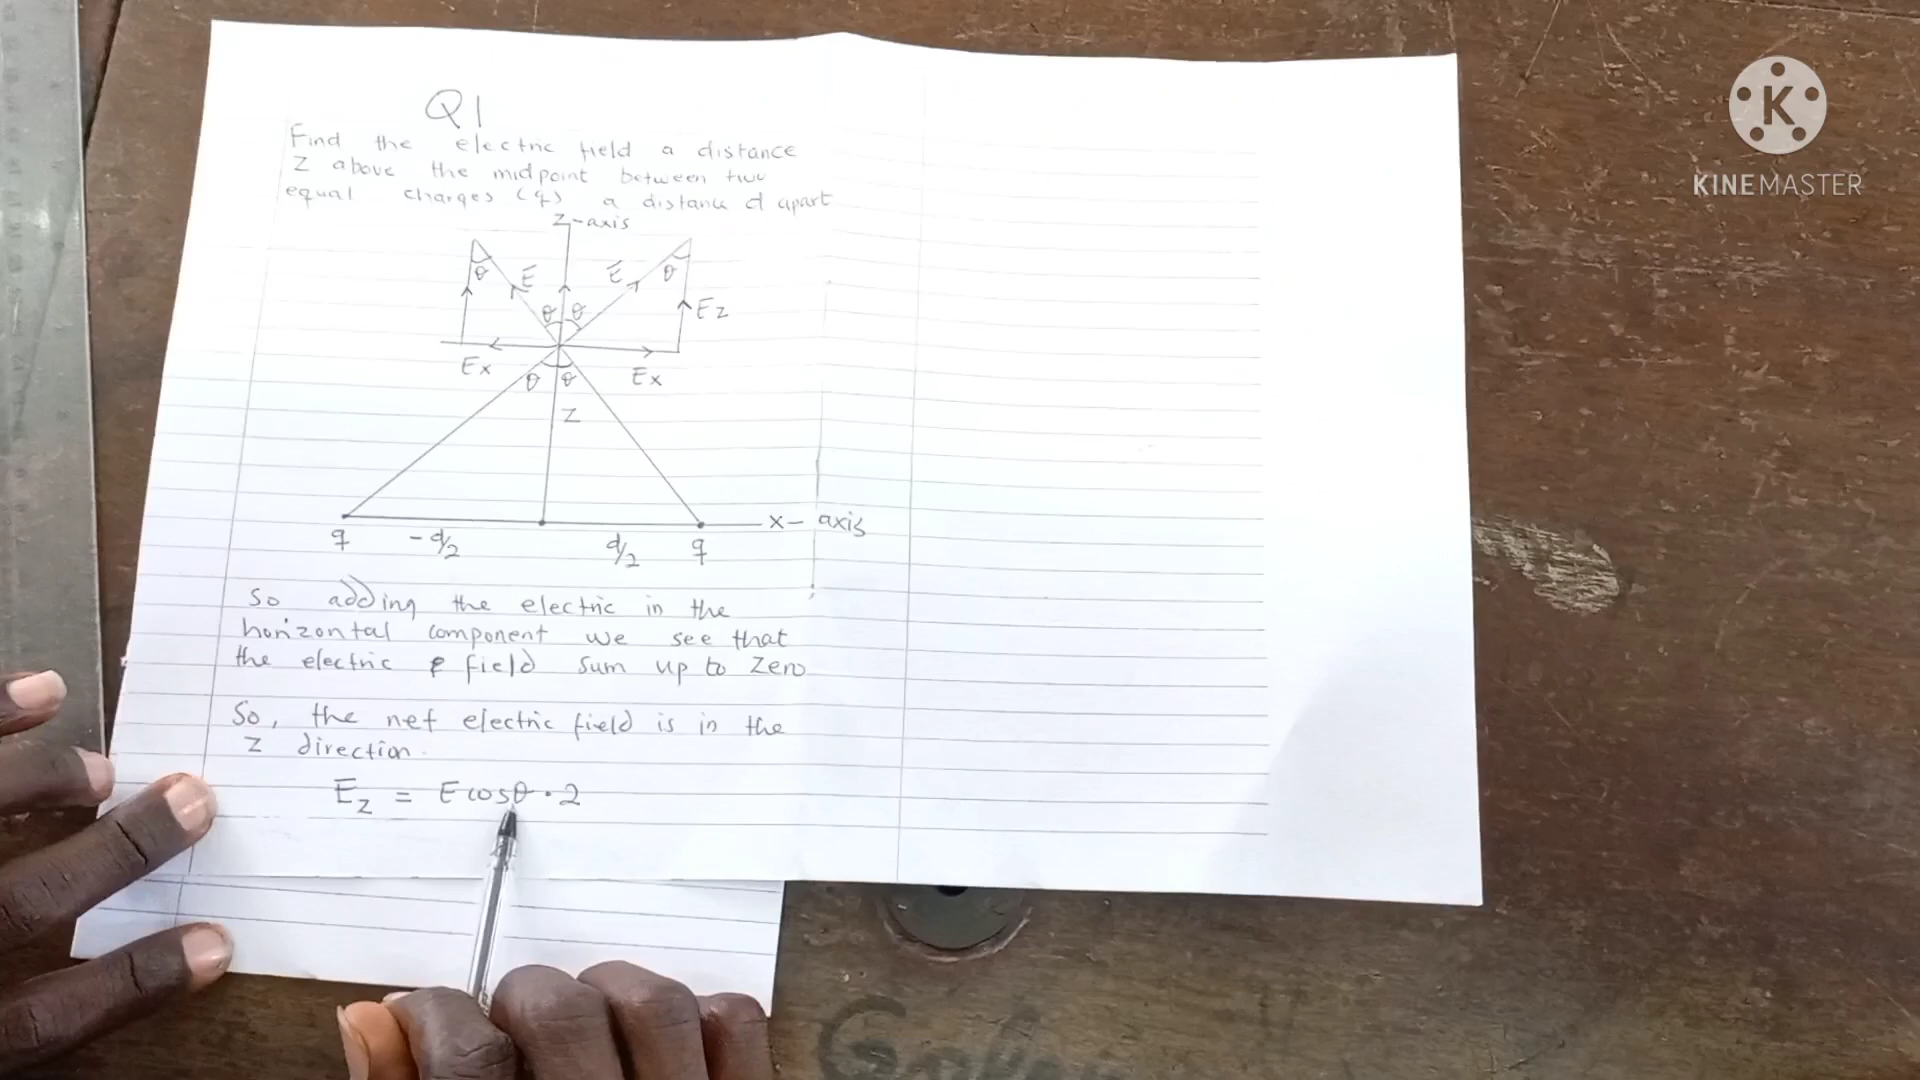 Q1
Find the electric field a distance
Z above the midpoint between two
equal charges (q) a distance d apart
Z-axis
θ E E θ
θ θ
Ez
Ex Ex
θ θ
Z
x- axis
q -d/2 d/2 q
So adding the electric in the
horizontal component we see that
the electric field sum up to Zero
So, the net electric field is in the
Z direction.
Ez = E cosθ · 2
K
KINEMASTER